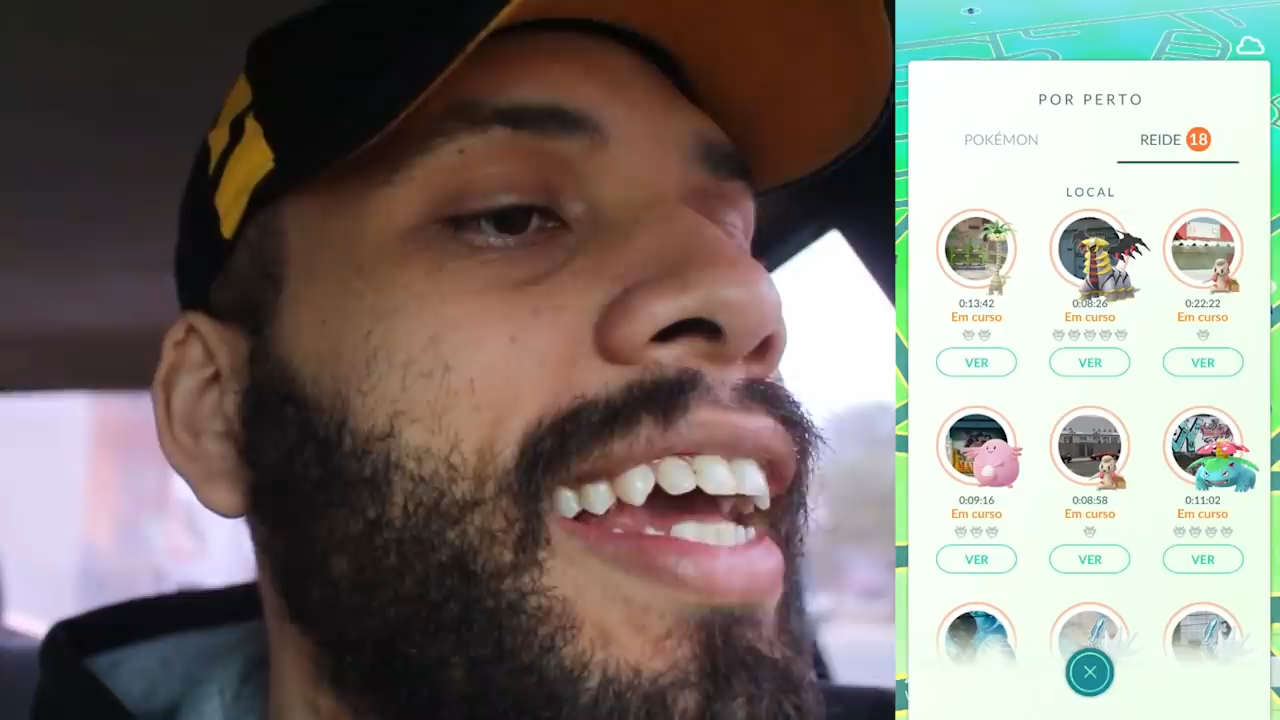 POR PERTO
POKÉMON
REIDE 18
LOCAL
0:13:42
0:08:26
0:22:22
Em curso
Em curso
Em curso
VER
VER
VER
0:09:16
0:08:58
0:11:02
Em curso
Em curso
Em curso
VER
VER
VER